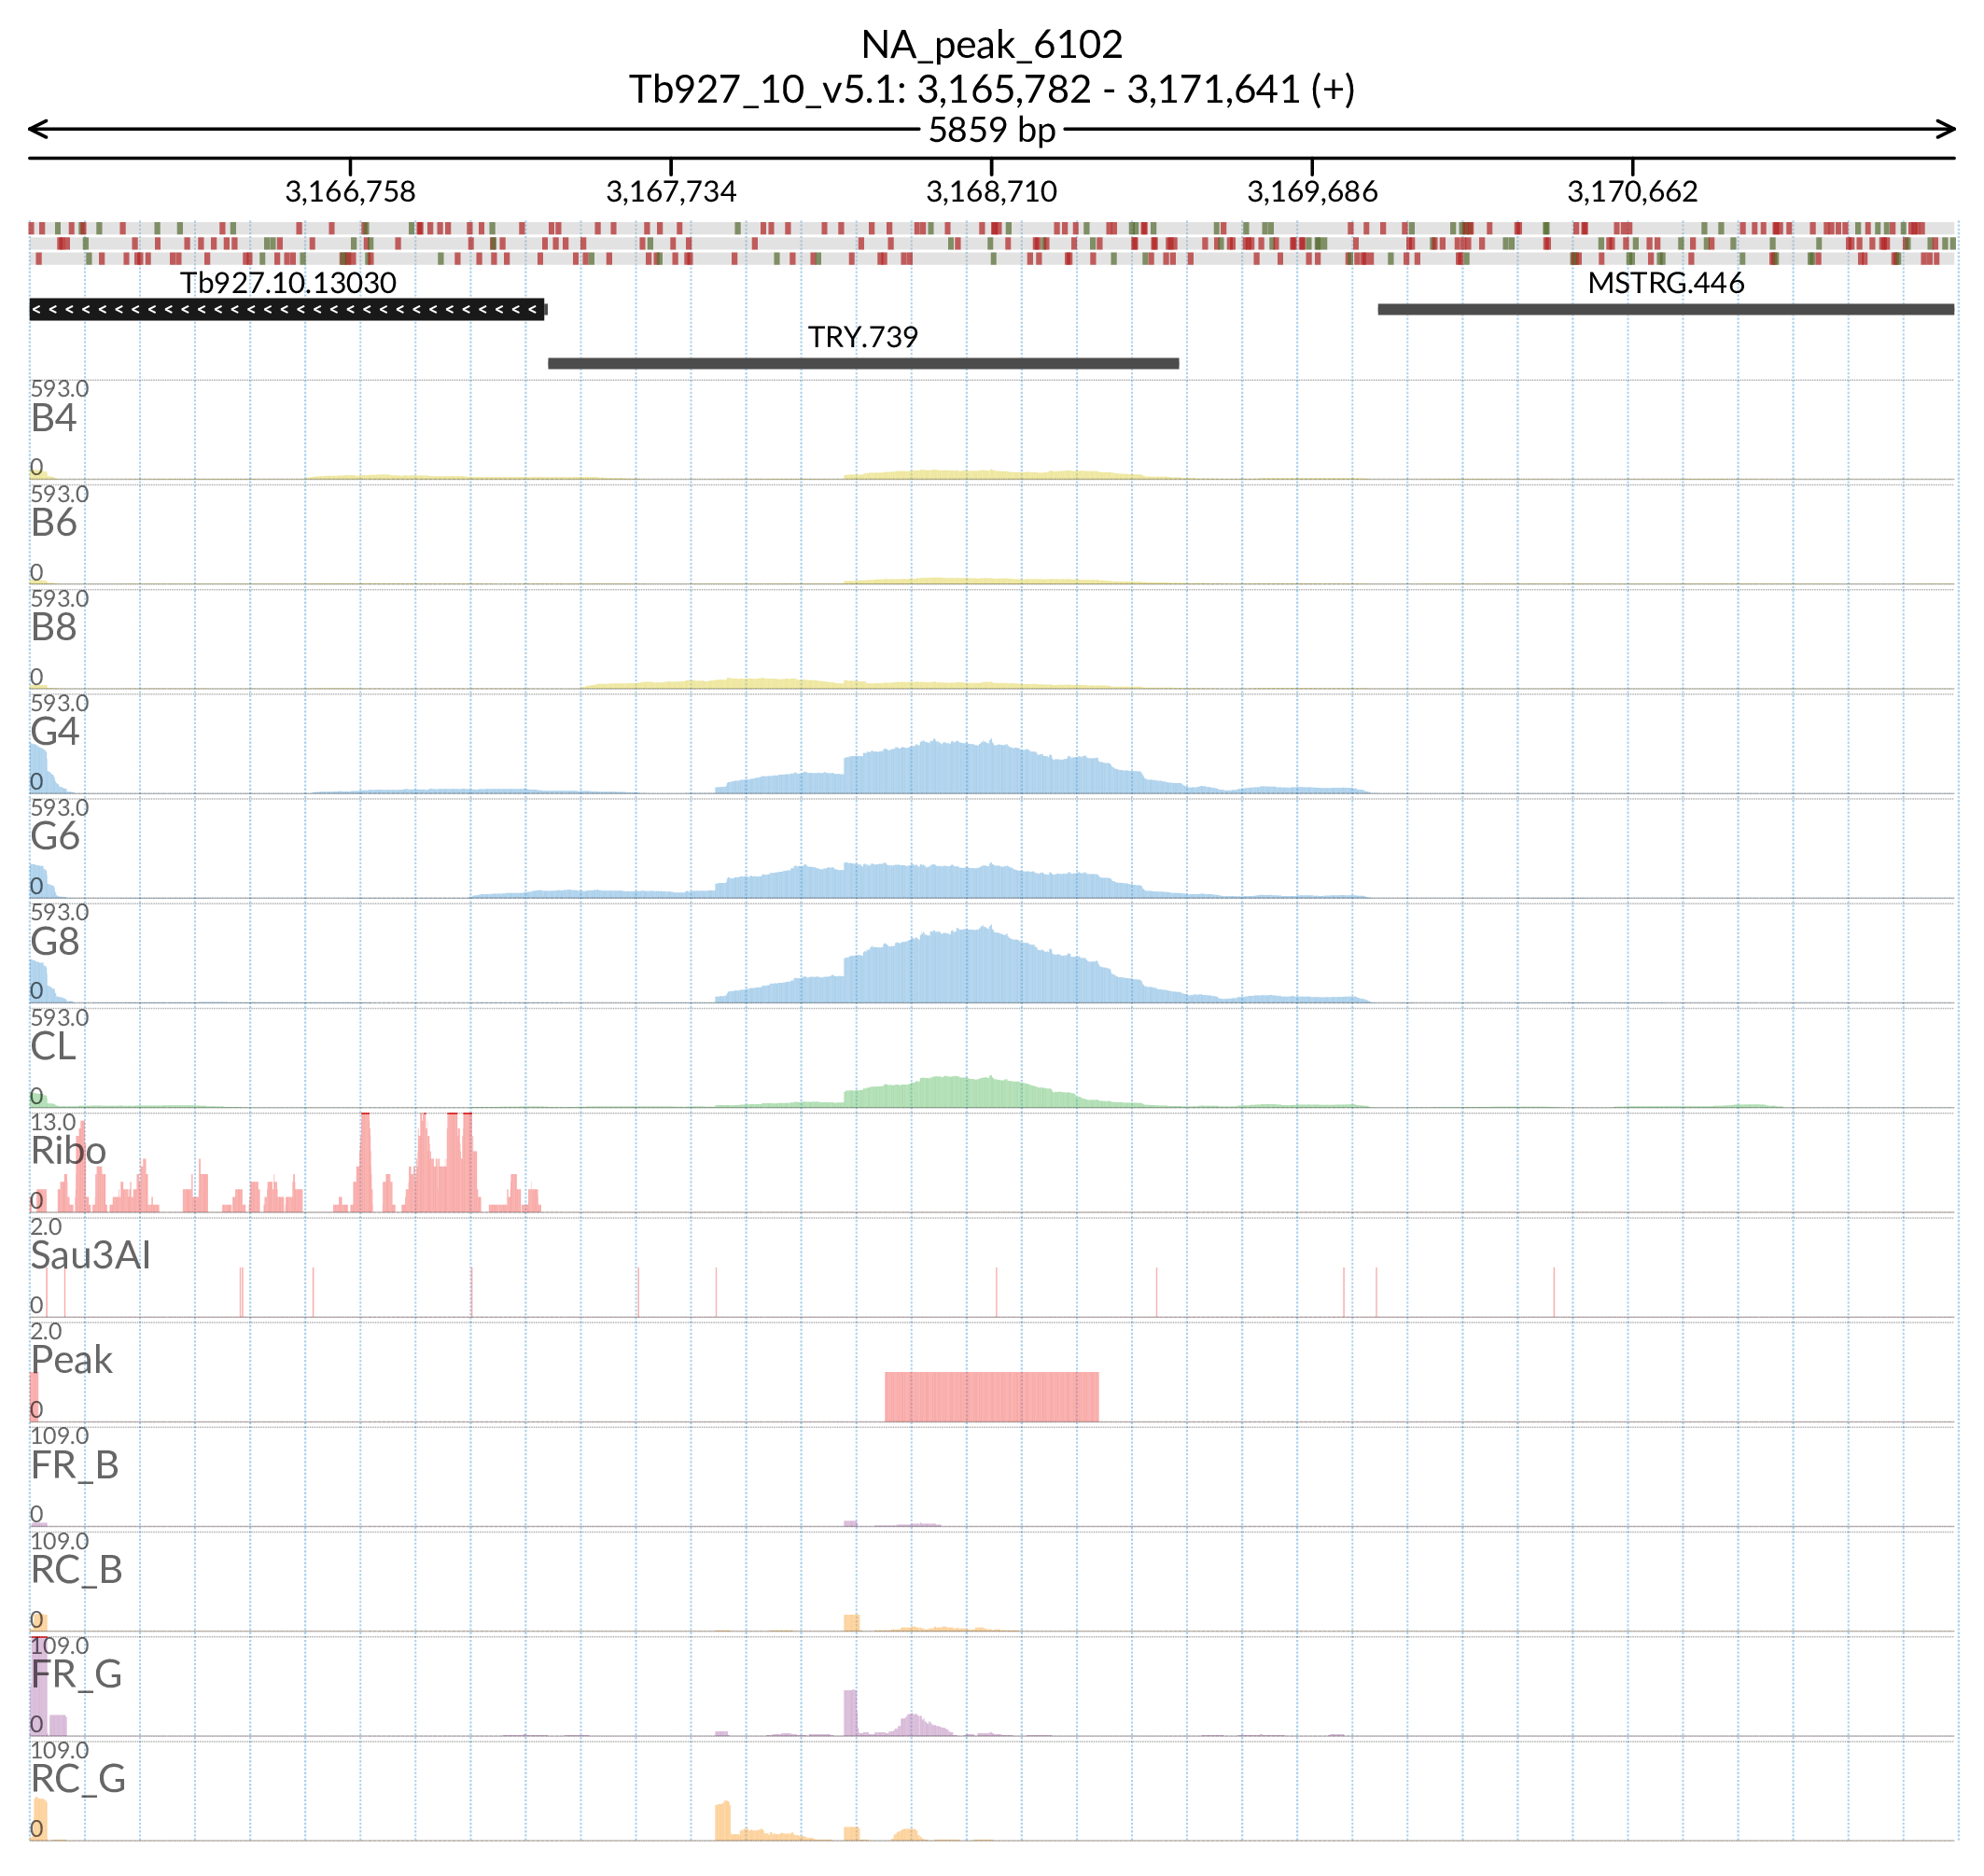 NA_peak_6102
Tb927_10_v5.1: 3,165,782 - 3,171,641 (+)
5859 bp
3,166,758 3,167,734 3,168,710 3,169,686 3,170,662
Tb927.10.13030 MSTRG.446
< < < < < < < < < < < < < < < < < < < < < < < < < < < < < < <
TRY.739
593.0
B4
0
593.0
B6
0
593.0
B8
0
593.0
G4
0
593.0
G6
0
593.0
G8
0
593.0
CL
0
13.0
Ribo
0
2.0
Sau3AI
0
2.0
Peak
0
109.0
FR_B
0
109.0
RC_B
0
109.0
FR_G
0
109.0
RC_G
0